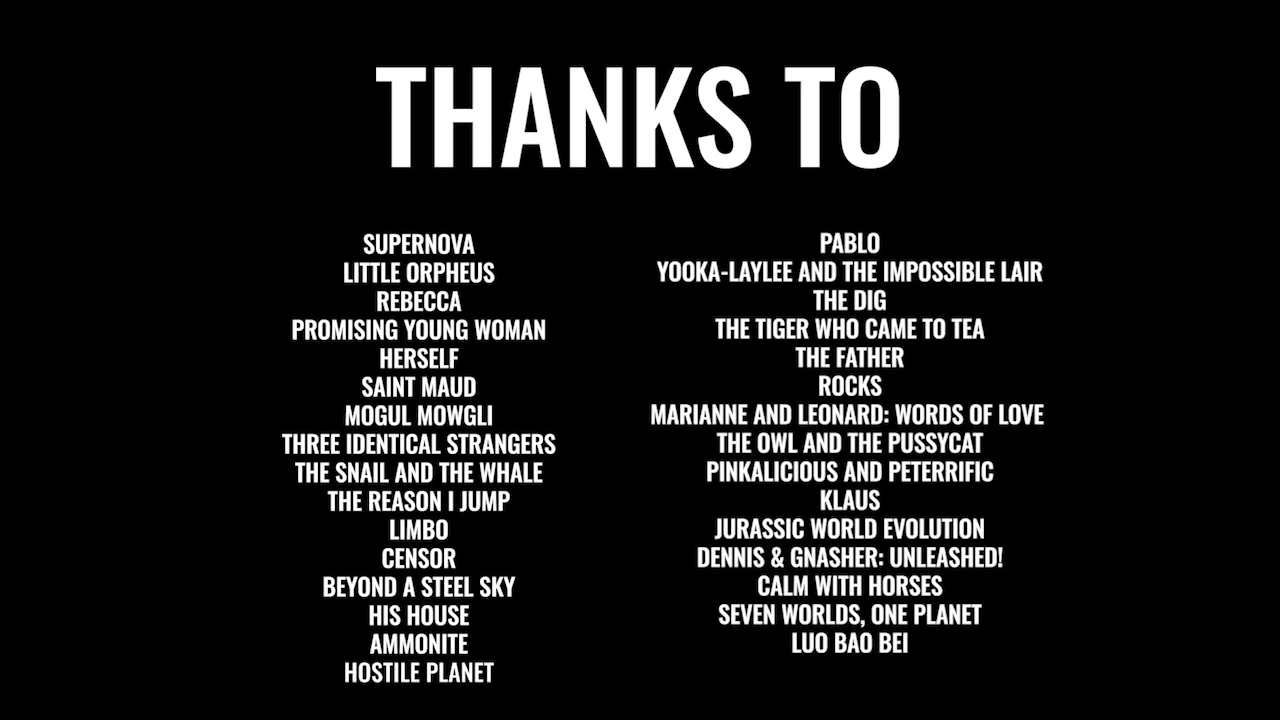 THANKS TO
SUPERNOVA
LITTLE ORPHEUS
REBECCA
PROMISING YOUNG WOMAN
HERSELF
SAINT MAUD
MOGUL MOWGLI
THREE IDENTICAL STRANGERS
THE SNAIL AND THE WHALE
THE REASON I JUMP
LIMBO
CENSOR
BEYOND A STEEL SKY
HIS HOUSE
AMMONITE
HOSTILE PLANET
PABLO
YOOKA-LAYLEE AND THE IMPOSSIBLE LAIR
THE DIG
THE TIGER WHO CAME TO TEA
THE FATHER
ROCKS
MARIANNE AND LEONARD: WORDS OF LOVE
THE OWL AND THE PUSSYCAT
PINKALICIOUS AND PETERRIFIC
KLAUS
JURASSIC WORLD EVOLUTION
DENNIS & GNASHER: UNLEASHED!
CALM WITH HORSES
SEVEN WORLDS, ONE PLANET
LUO BAO BEI